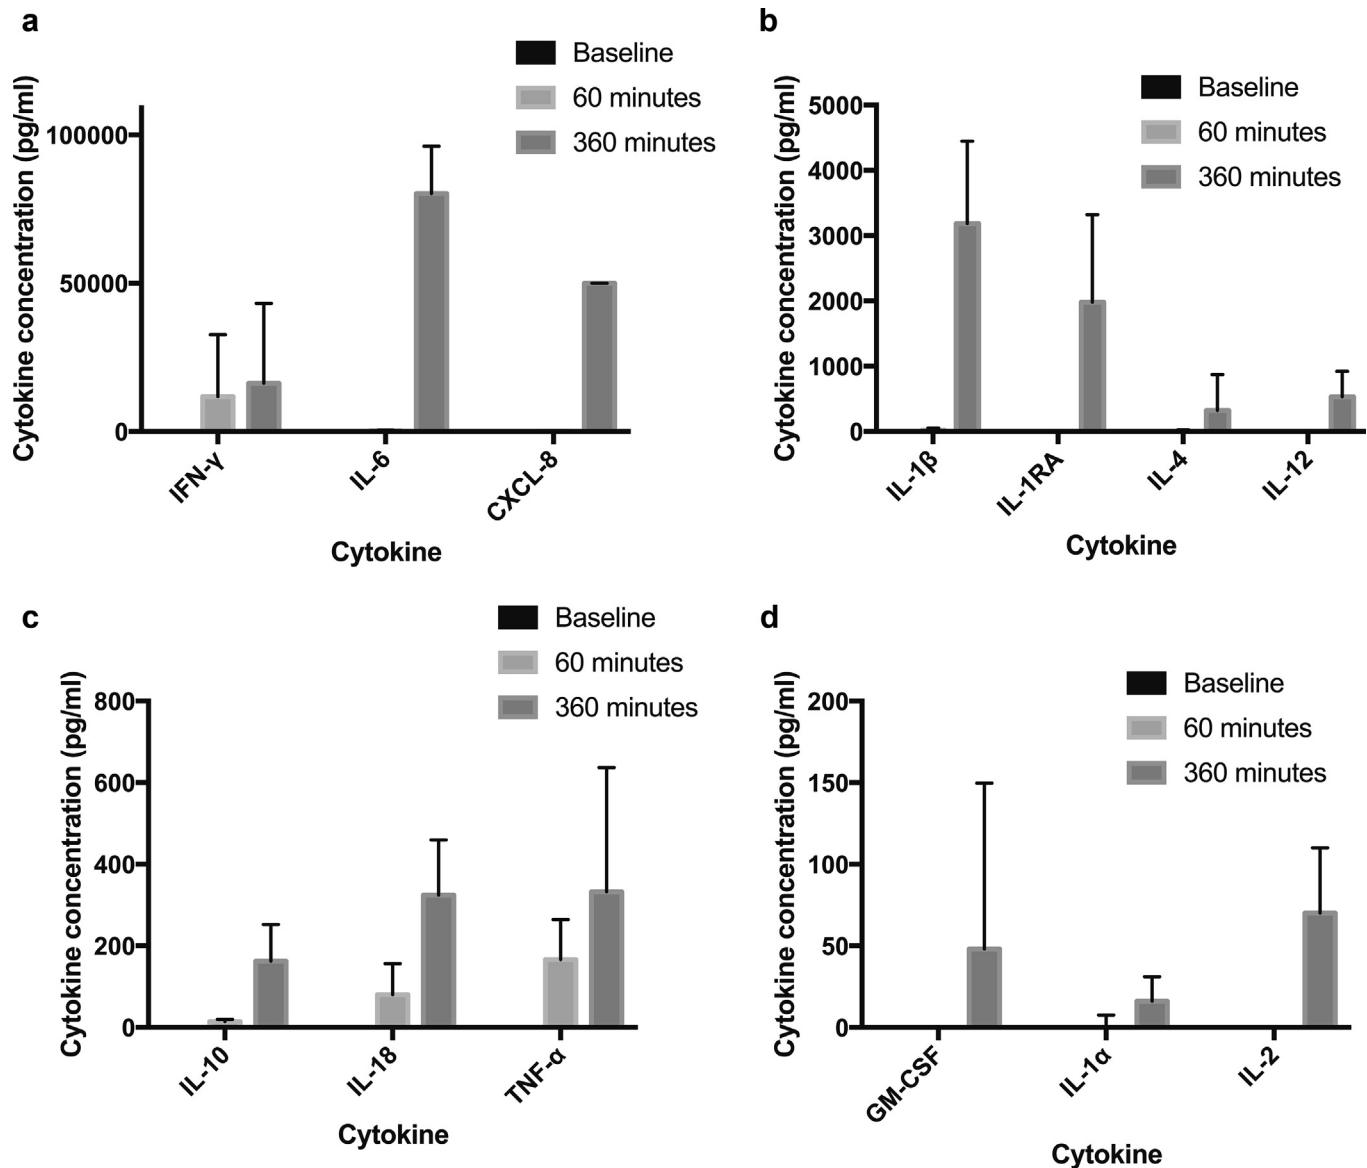 a
Baseline
60 minutes
360 minutes
Cytokine concentration (pg/ml)
100000
50000
0
IFN-γ
IL-6
CXCL-8
Cytokine
b
Baseline
60 minutes
360 minutes
Cytokine concentration (pg/ml)
5000
4000
3000
2000
1000
0
IL-1β
IL-1RA
IL-4
IL-12
Cytokine
c
Baseline
60 minutes
360 minutes
Cytokine concentration (pg/ml)
800
600
400
200
0
IL-10
IL-18
TNF-α
Cytokine
d
Baseline
60 minutes
360 minutes
Cytokine concentration (pg/ml)
200
150
100
50
0
GM-CSF
IL-1α
IL-2
Cytokine